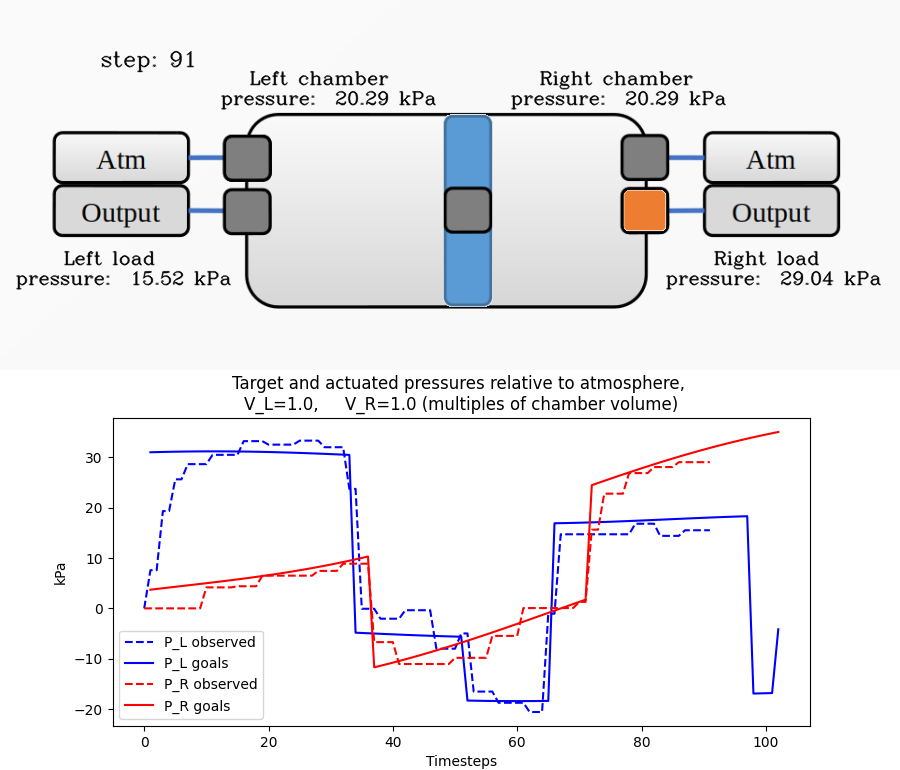 step: 91
Left chamber
pressure: 20.29 kPa
Right chamber
pressure: 20.29 kPa
Atm
Output
Atm
Output
Left load
pressure: 15.52 kPa
Right load
pressure: 29.04 kPa
Target and actuated pressures relative to atmosphere,
V_L=1.0, V_R=1.0 (multiples of chamber volume)
kPa
30
20
10
0
−10
−20
P_L observed
P_L goals
P_R observed
P_R goals
0 20 40 60 80 100
Timesteps